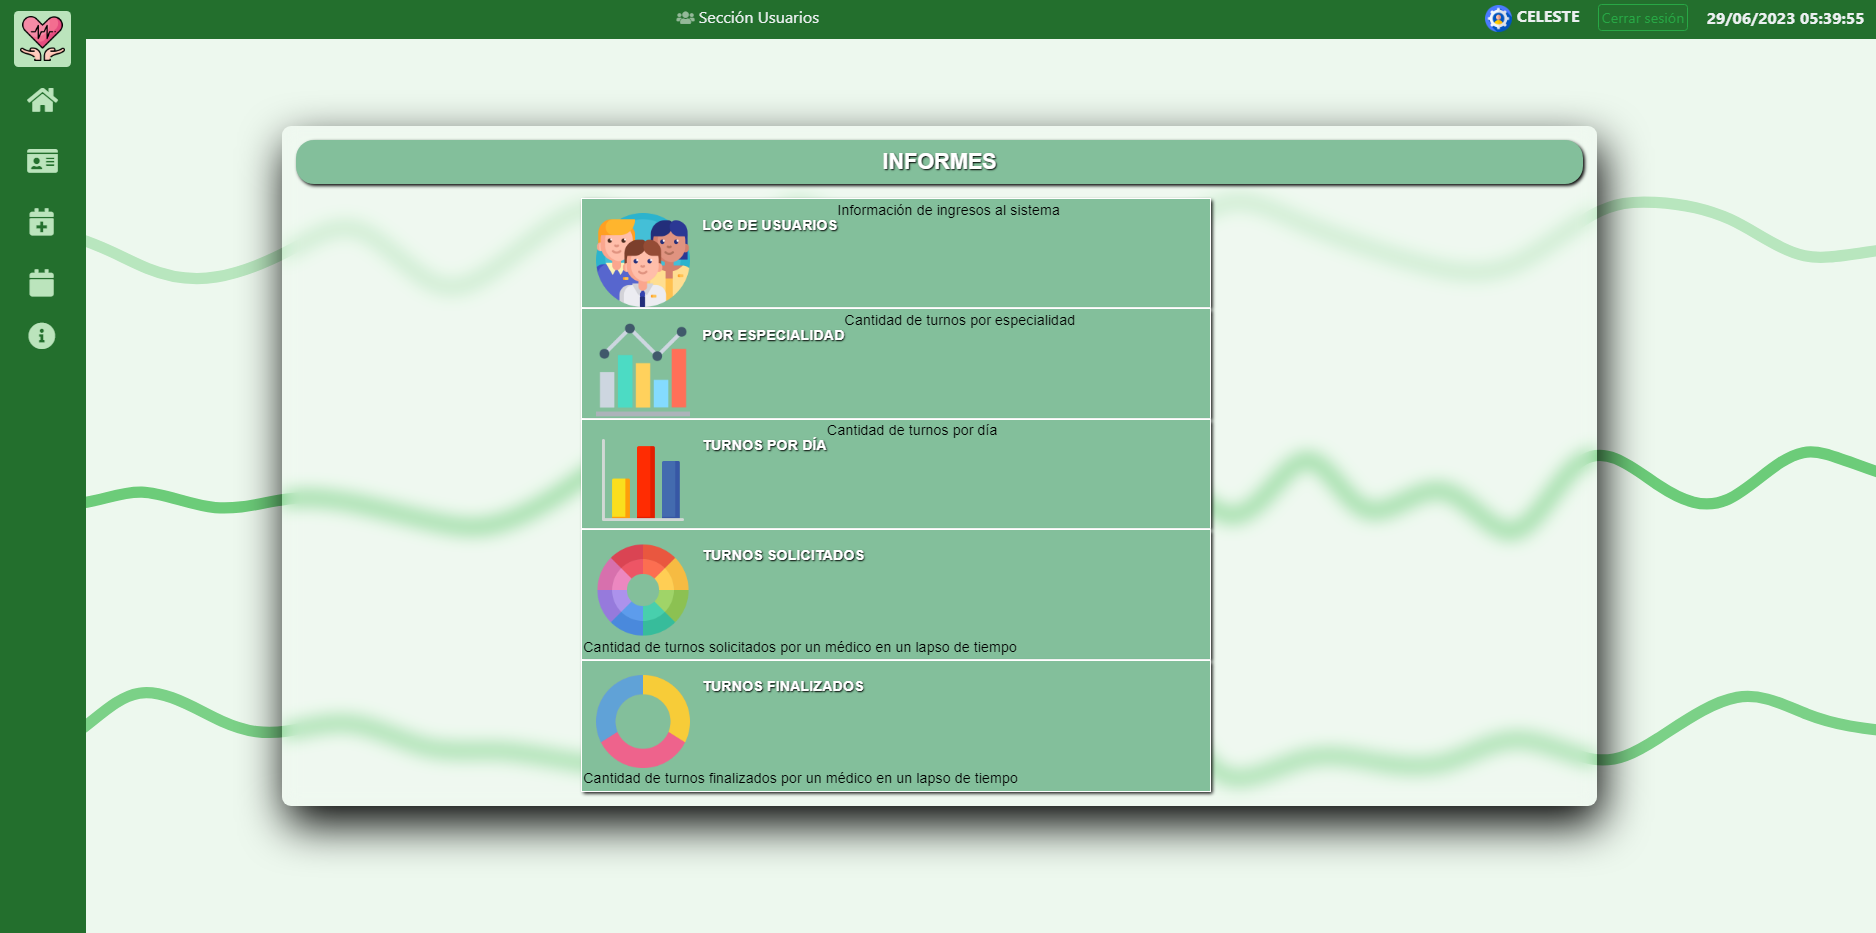 Sección Usuarios
CELESTE
Cerrar sesión
29/06/2023 05:39:55
INFORMES
Información de ingresos al sistema
LOG DE USUARIOS
Cantidad de turnos por especialidad
POR ESPECIALIDAD
Cantidad de turnos por día
TURNOS POR DÍA
TURNOS SOLICITADOS
Cantidad de turnos solicitados por un médico en un lapso de tiempo
TURNOS FINALIZADOS
Cantidad de turnos finalizados por un médico en un lapso de tiempo